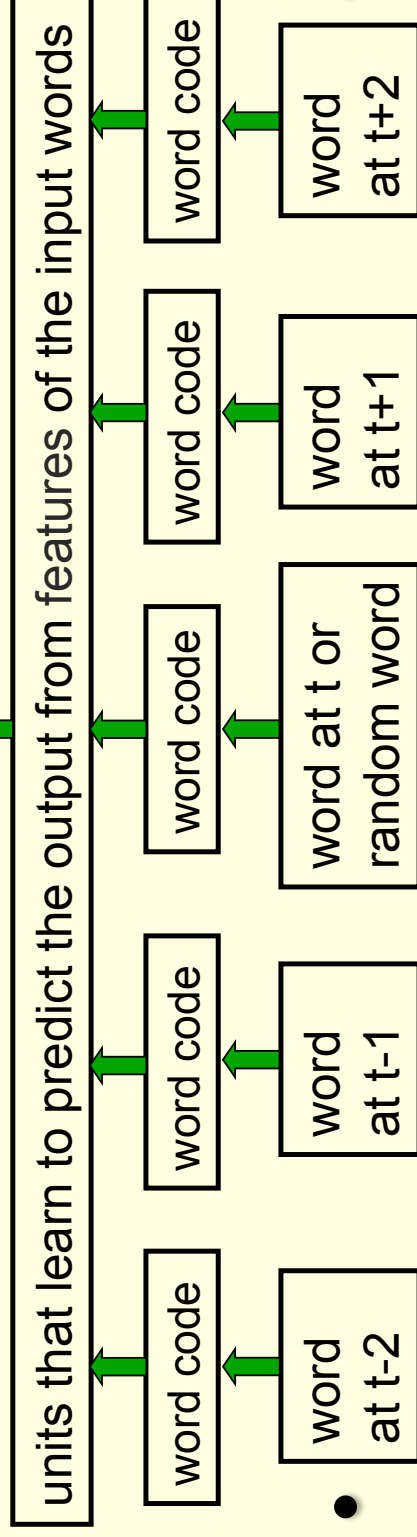 units that learn to predict the output from features of the input words
word code
word code
word code
word code
word code
word
at t-2
word
at t-1
word at t or
random word
word
at t+1
word
at t+2